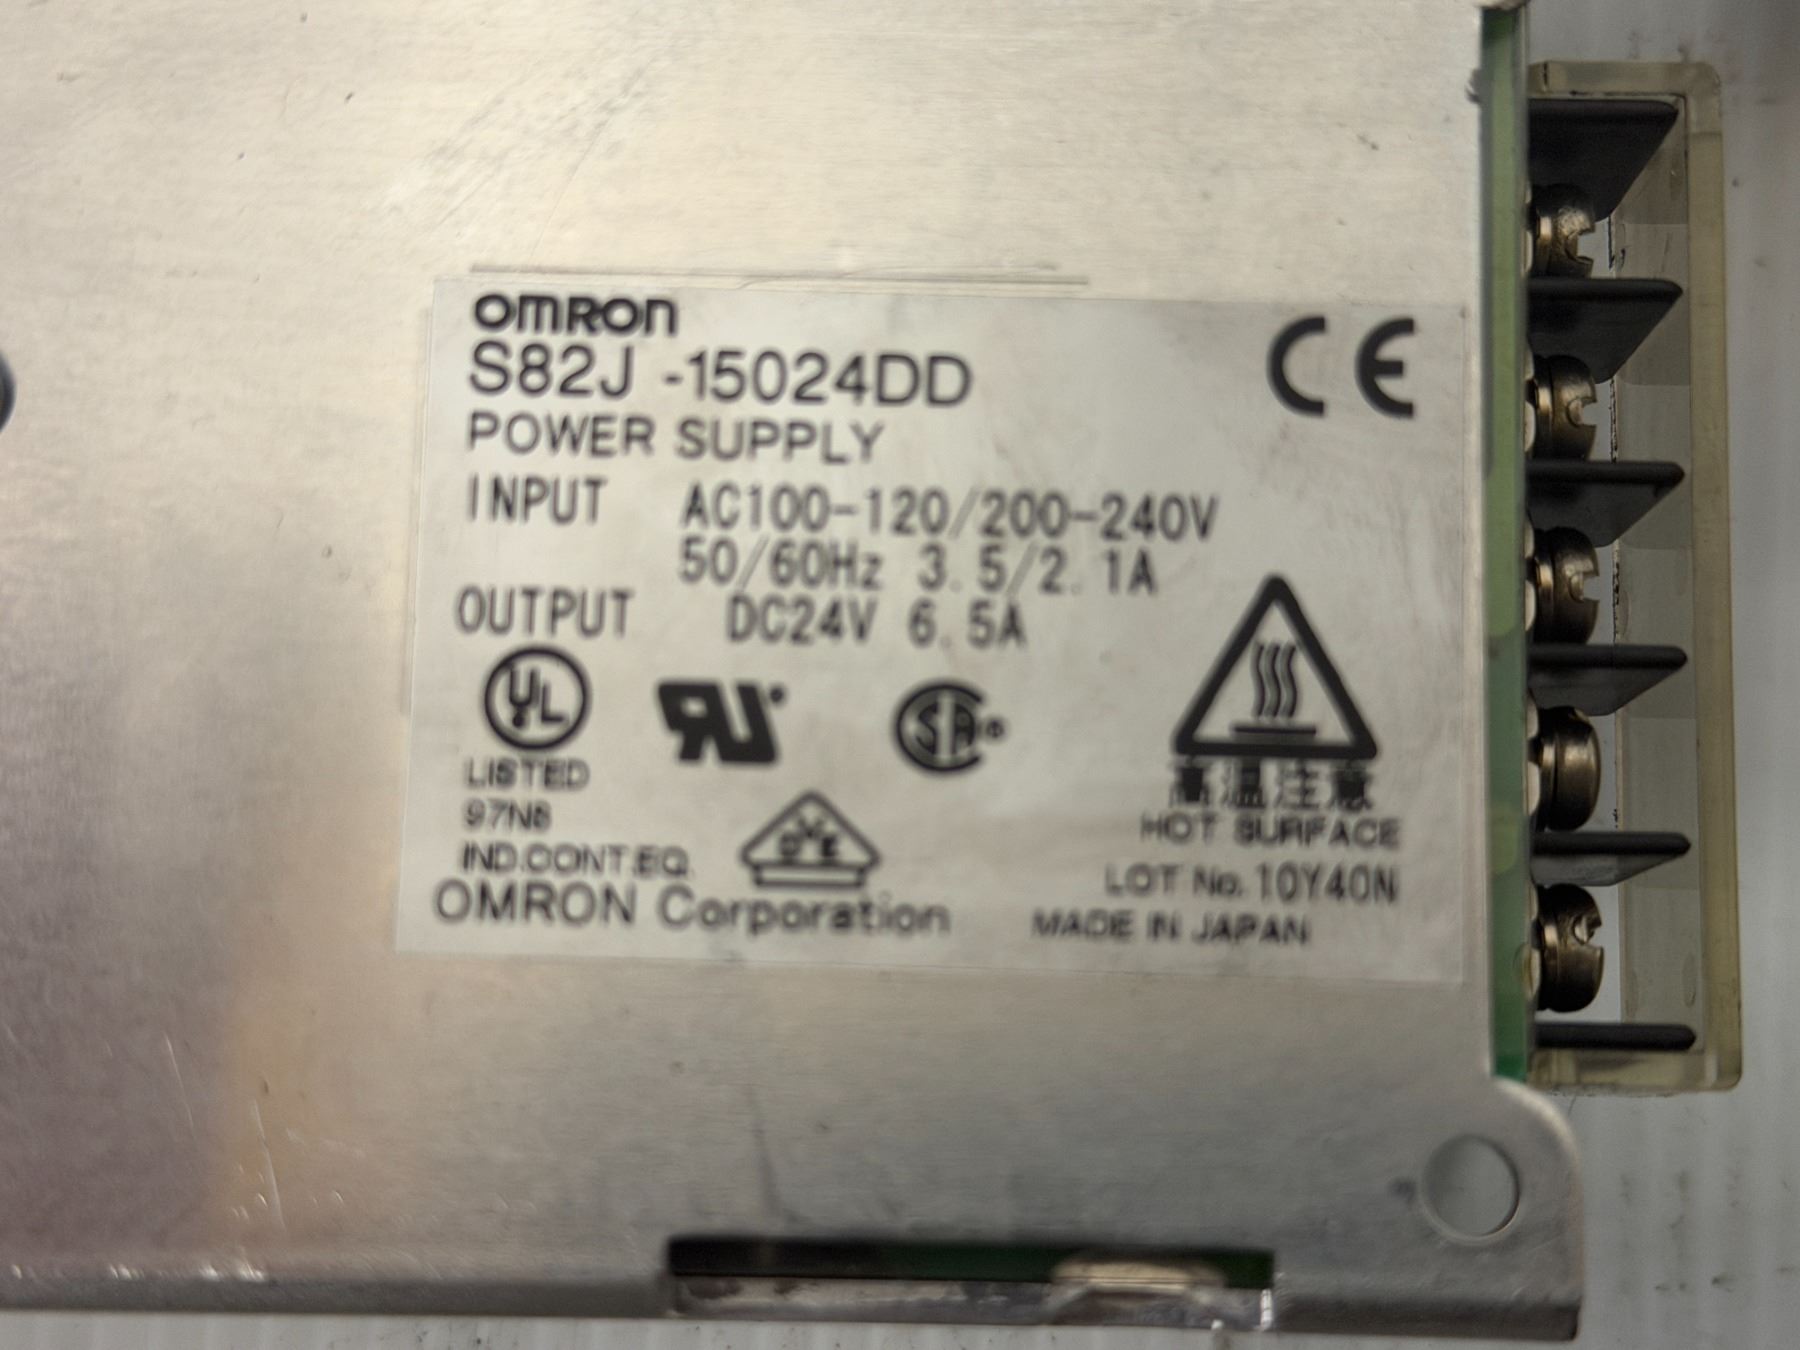 OMRON
CE
S82J -15024DD
POWER SUPPLY
INPUT AC100-120/200-240V
50/60Hz 3.5/2.1A
OUTPUT DC24V 6.5A
UL
LISTED
97N8
IND.CONT.EQ.
高温注意
HOT SURFACE
OMRON Corporation
LOT No. 10Y40N
MADE IN JAPAN